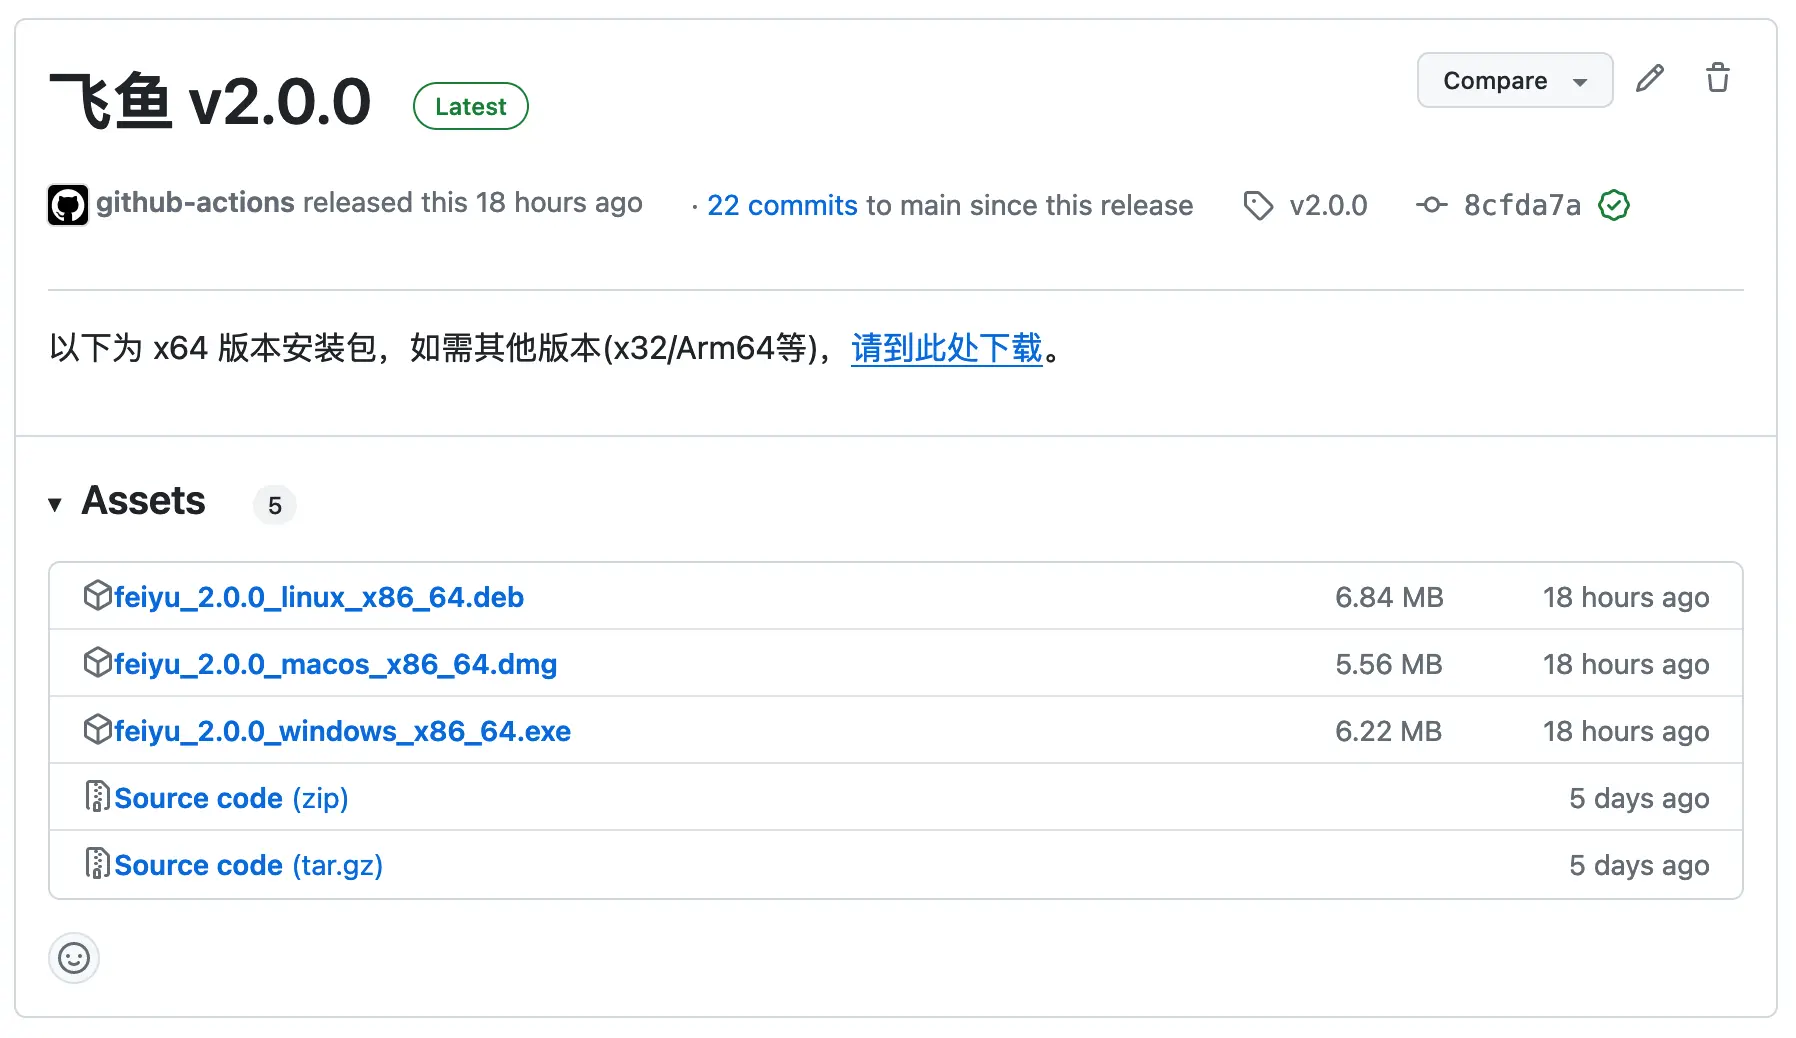 飞鱼 v2.0.0 Latest Compare
github-actions released this 18 hours ago · 22 commits to main since this release v2.0.0 8cfda7a
以下为 x64 版本安装包，如需其他版本(x32/Arm64等)，请到此处下载。
Assets 5
feiyu_2.0.0_linux_x86_64.deb 6.84 MB 18 hours ago
feiyu_2.0.0_macos_x86_64.dmg 5.56 MB 18 hours ago
feiyu_2.0.0_windows_x86_64.exe 6.22 MB 18 hours ago
Source code (zip) 5 days ago
Source code (tar.gz) 5 days ago